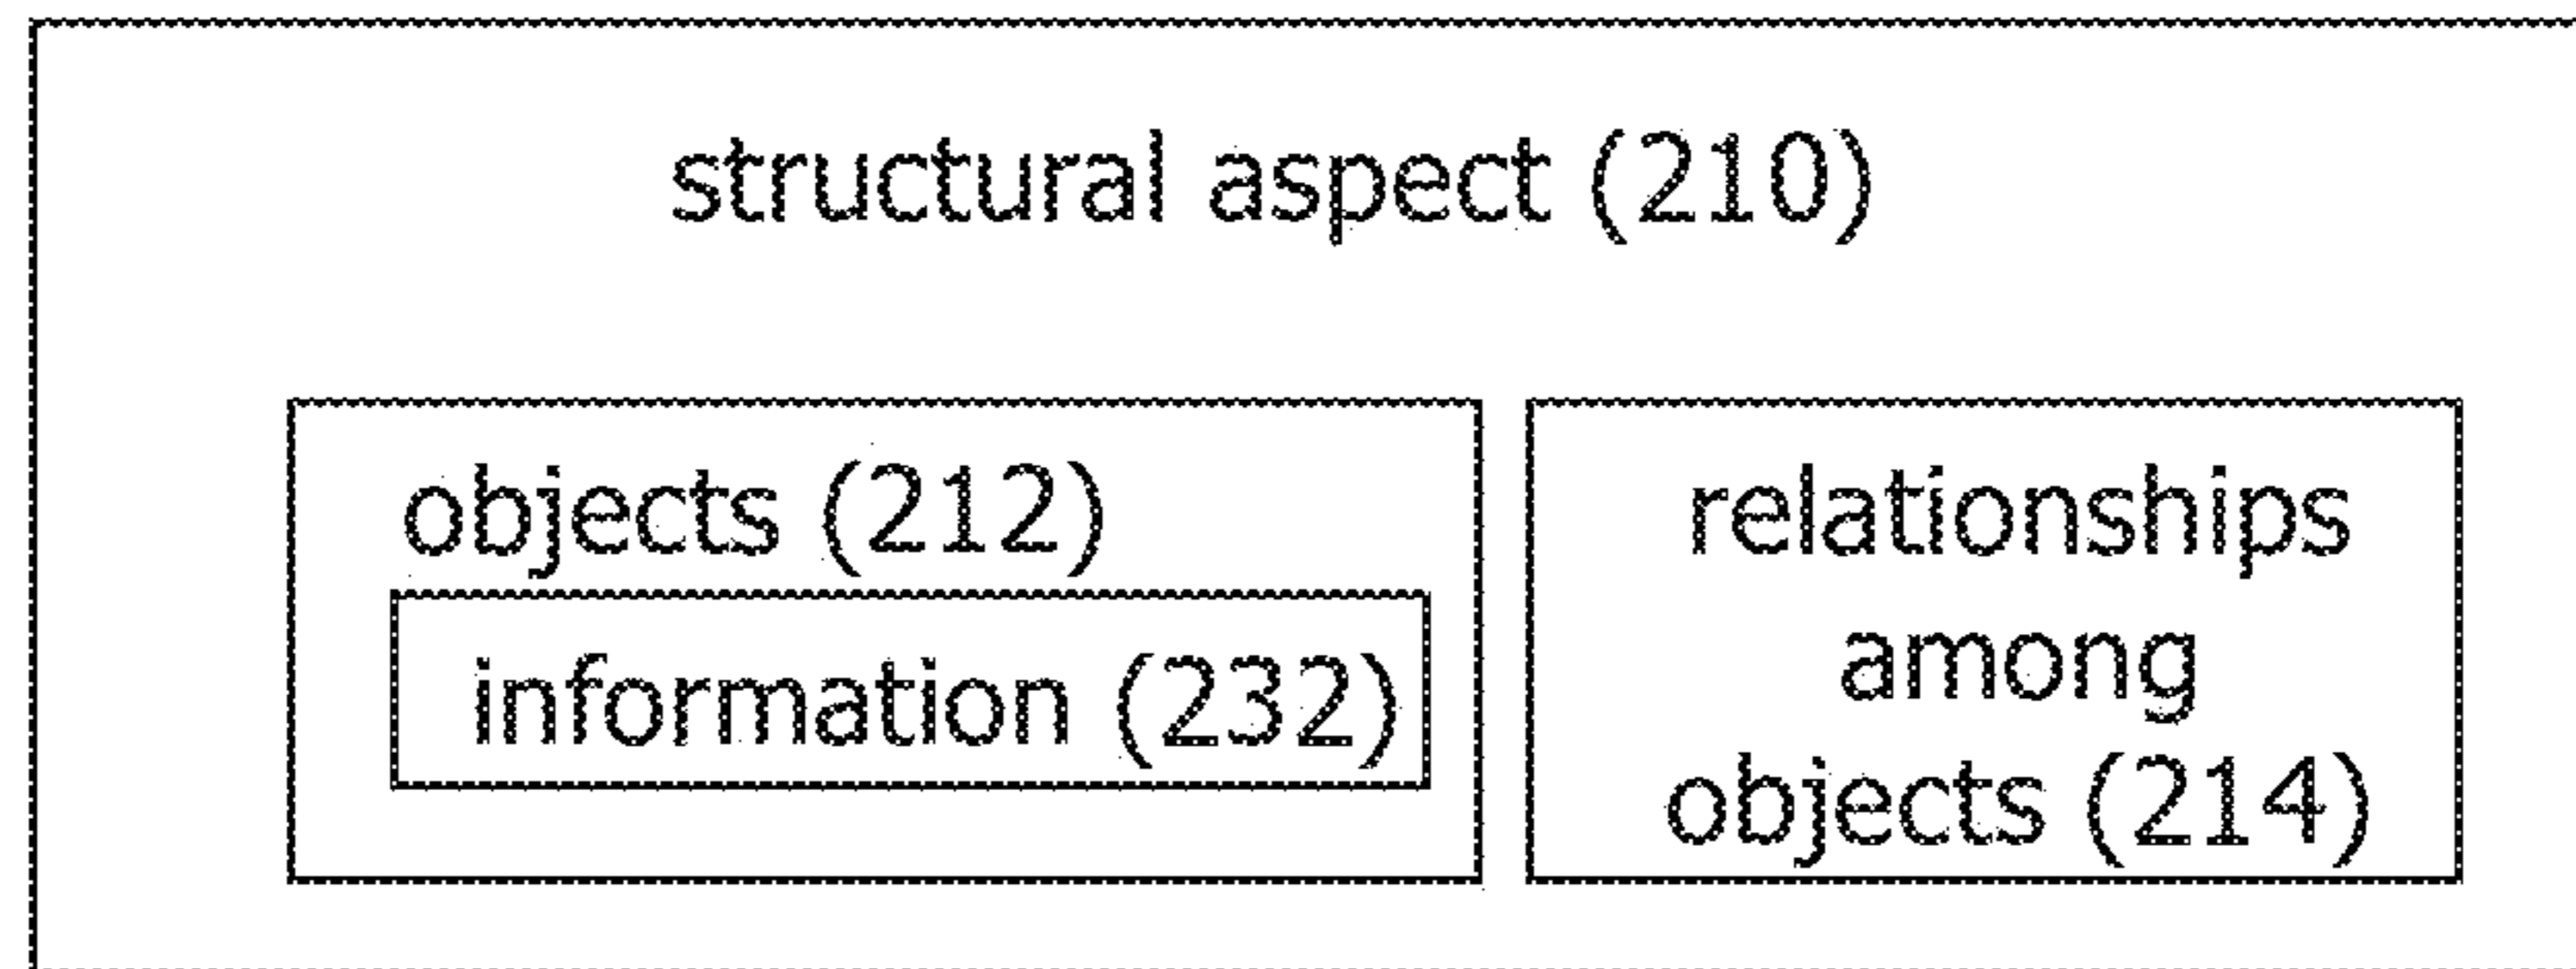 structural aspect (210)
objects (212)
information (232)
relationships
among
objects (214)